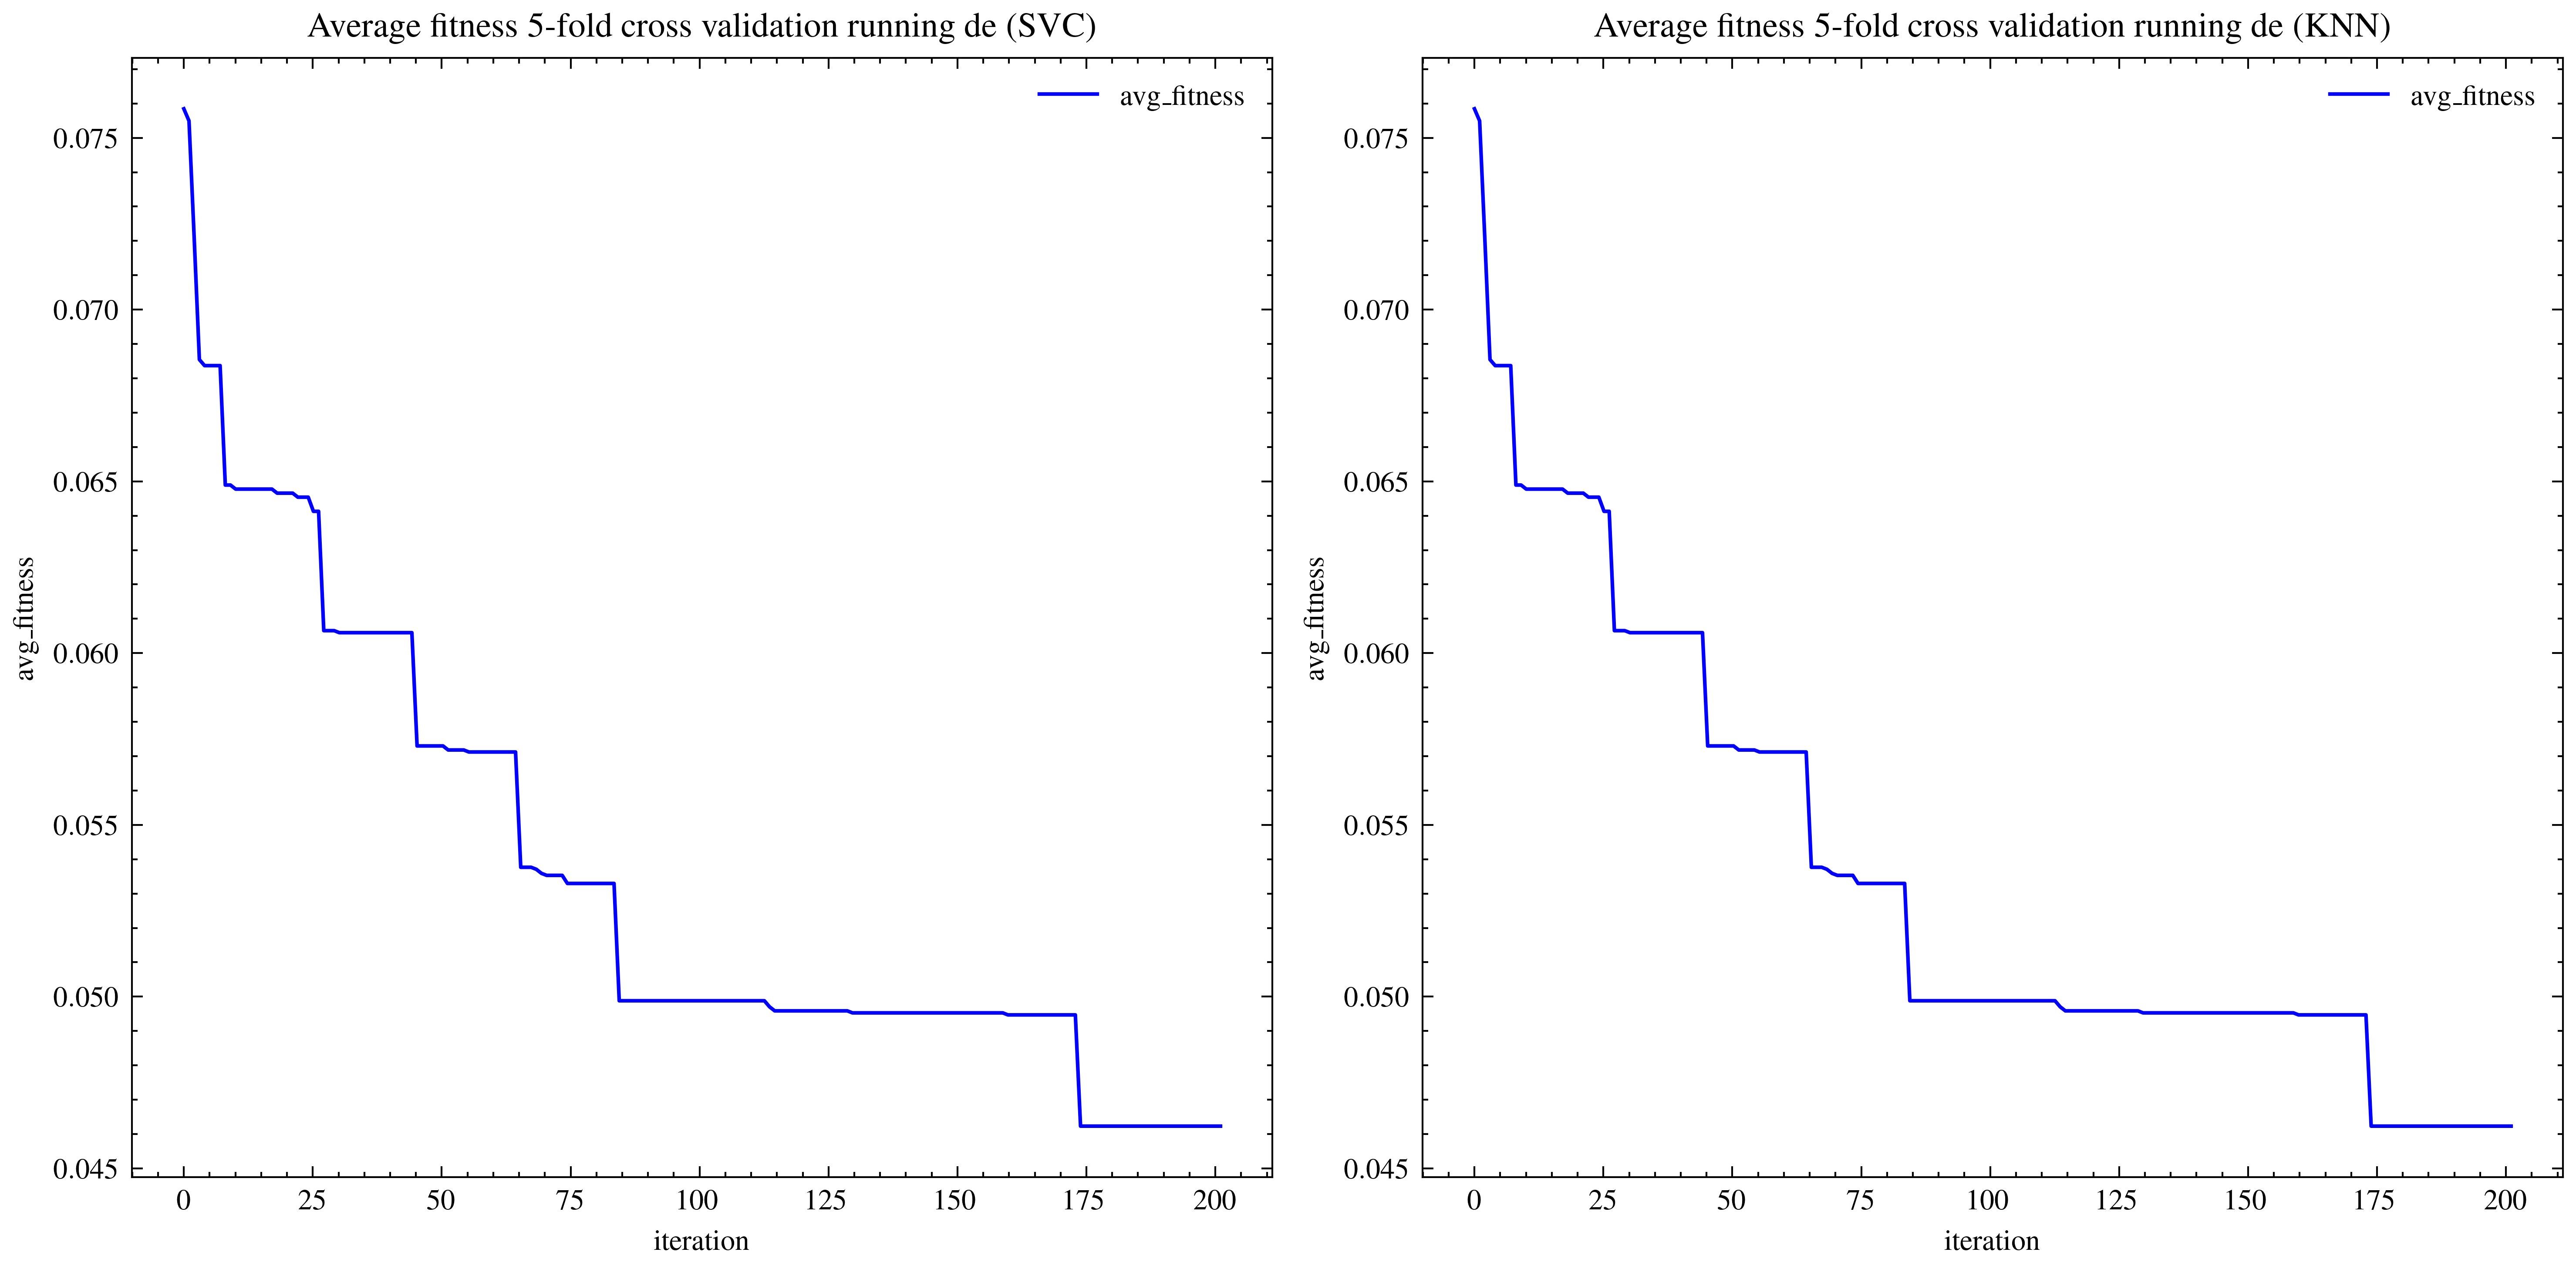 Average fitness 5-fold cross validation running de (SVC)
avg_fitness
0.075
0.070
0.065
0.060
0.055
0.050
0.045
avg_fitness
0 25 50 75 100 125 150 175 200
iteration
Average fitness 5-fold cross validation running de (KNN)
avg_fitness
0.075
0.070
0.065
0.060
0.055
0.050
0.045
avg_fitness
0 25 50 75 100 125 150 175 200
iteration